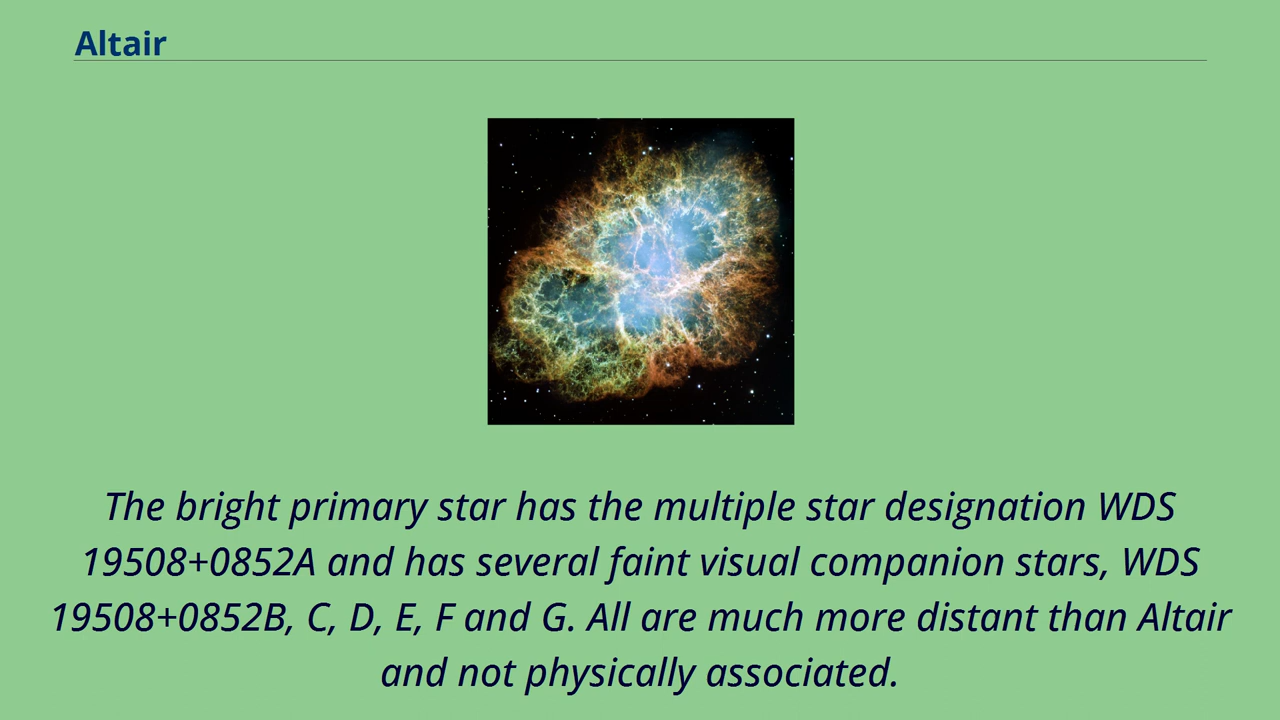 Altair
The bright primary star has the multiple star designation WDS
19508+0852A and has several faint visual companion stars, WDS
19508+0852B, C, D, E, F and G. All are much more distant than Altair
and not physically associated.